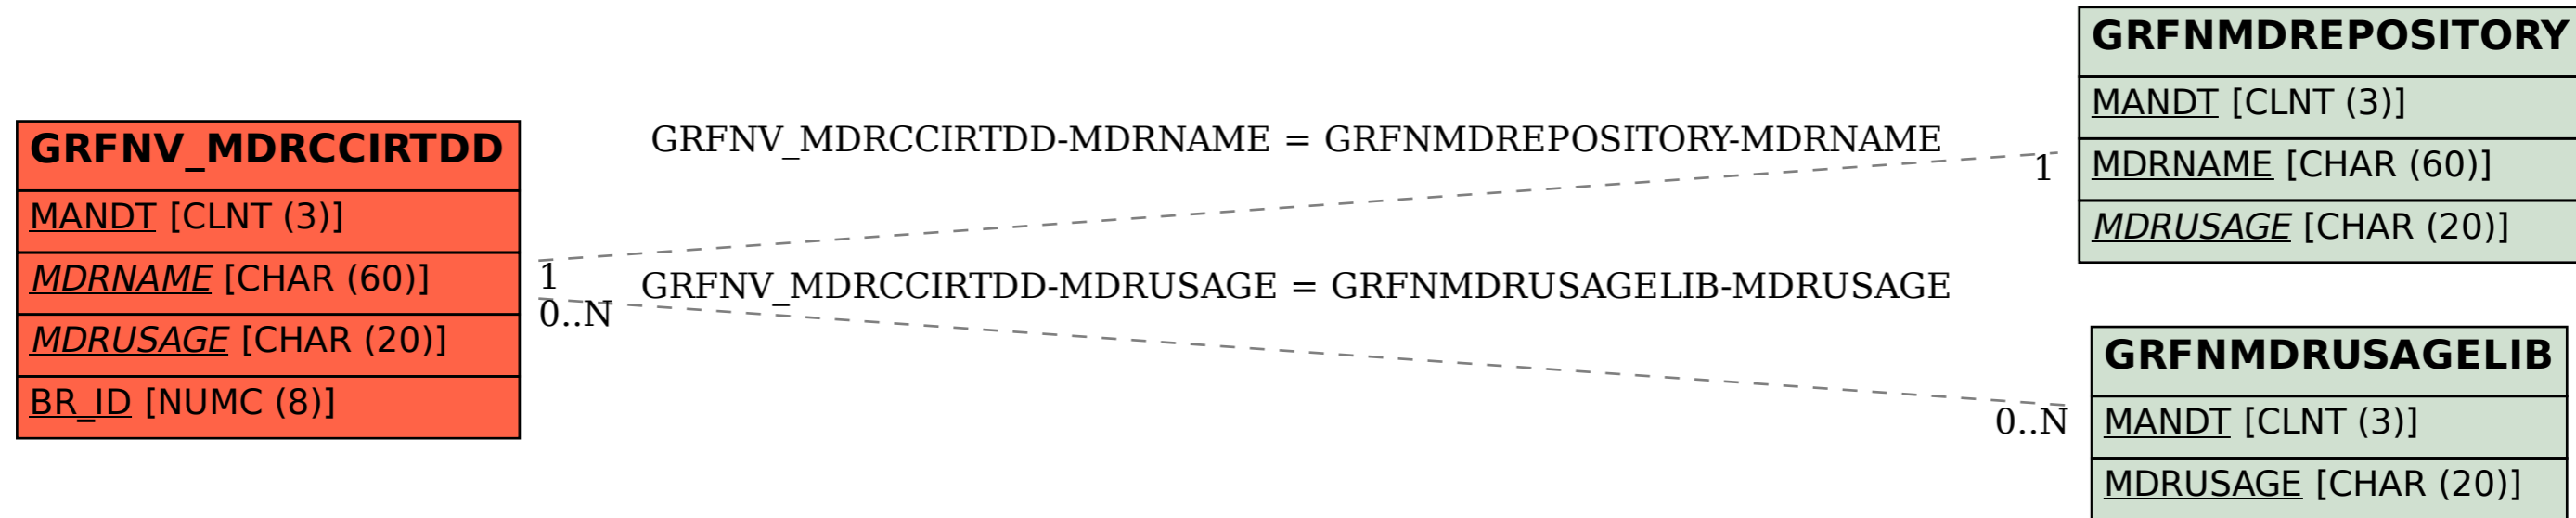 GRFNV_MDRCCIRTDD
MANDT [CLNT (3)]
MDRNAME [CHAR (60)]
MDRUSAGE [CHAR (20)]
BR_ID [NUMC (8)]
GRFNV_MDRCCIRTDD-MDRNAME = GRFNMDREPOSITORY-MDRNAME
1
1
GRFNV_MDRCCIRTDD-MDRUSAGE = GRFNMDRUSAGELIB-MDRUSAGE
0..N
0..N
GRFNMDREPOSITORY
MANDT [CLNT (3)]
MDRNAME [CHAR (60)]
MDRUSAGE [CHAR (20)]
GRFNMDRUSAGELIB
MANDT [CLNT (3)]
MDRUSAGE [CHAR (20)]